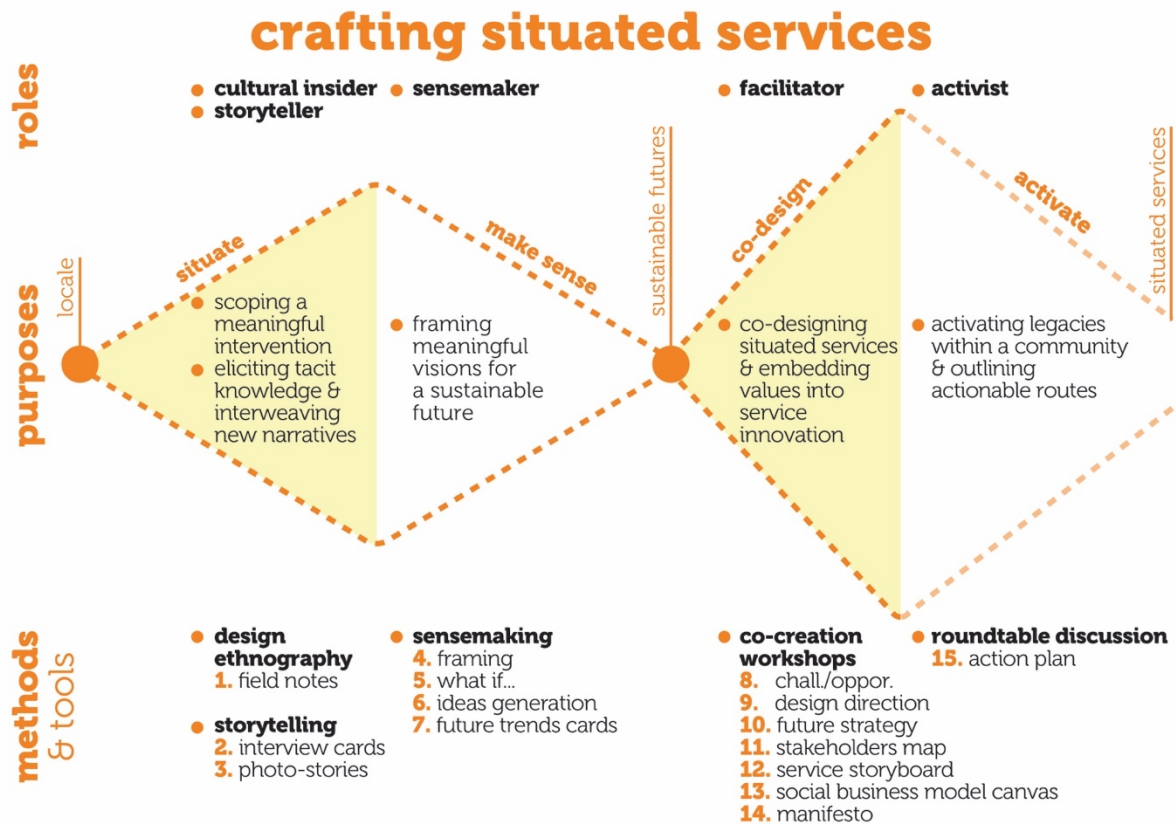 crafting situated services
roles
cultural insider
storyteller
sensemaker
facilitator
activist
purposes
locale
situate
make sense
sustainable futures
co-design
activate
situated services
scoping a
meaningful
intervention
eliciting tacit
knowledge &
interweaving
new narratives
framing
meaningful
visions for
a sustainable
future
co-designing
situated services
& embedding
values into
service
innovation
activating legacies
within a community
& outlining
actionable routes
methods
& tools
design
ethnography
1. field notes
storytelling
2. interview cards
3. photo-stories
sensemaking
4. framing
5. what if...
6. ideas generation
7. future trends cards
co-creation
workshops
8. chall./oppor.
9. design direction
10. future strategy
11. stakeholders map
12. service storyboard
13. social business model canvas
14. manifesto
roundtable discussion
15. action plan